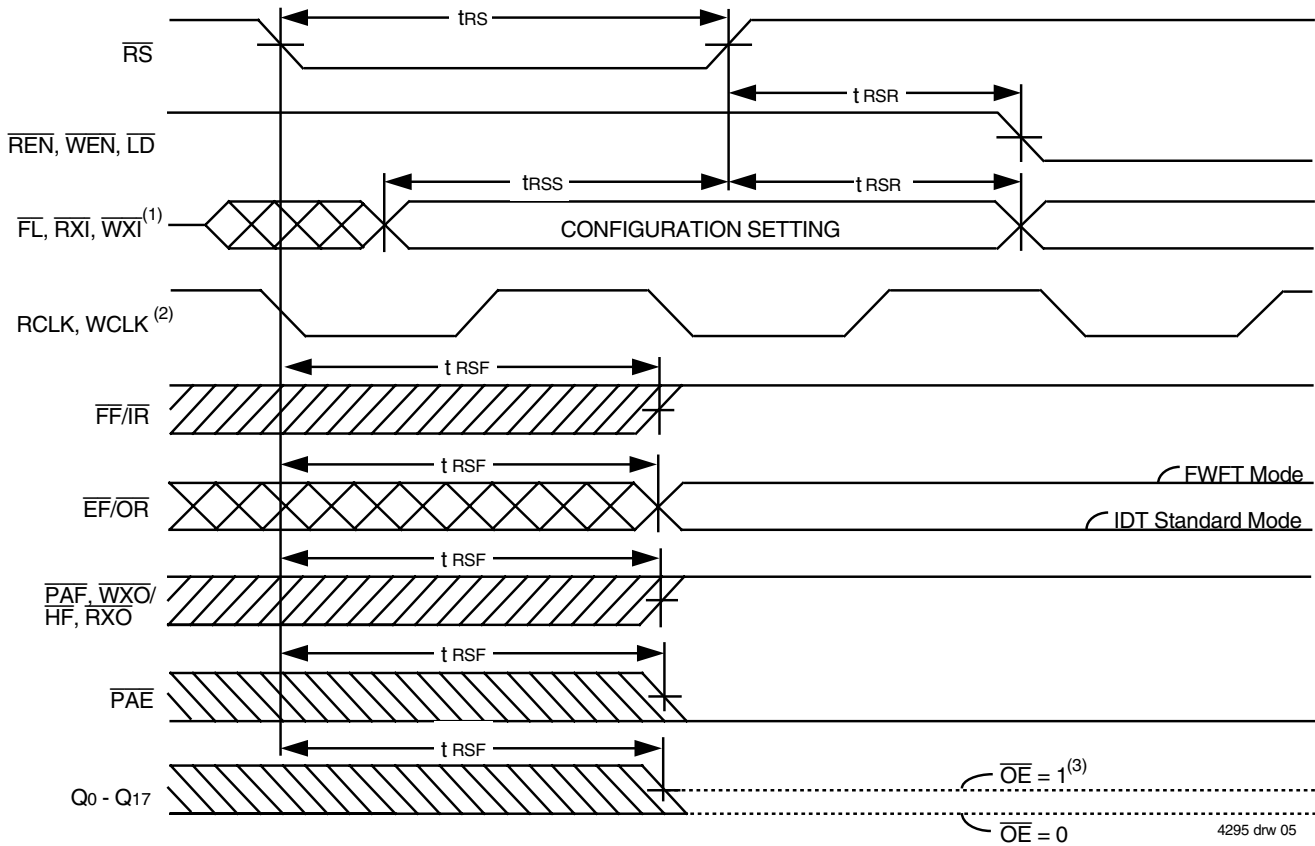 tRS
RS
t RSR
REN, WEN, LD
tRSS
t RSR
FL, RXI, WXI(1)
CONFIGURATION SETTING
RCLK, WCLK (2)
t RSF
FF/IR
t RSF
FWFT Mode
EF/OR
IDT Standard Mode
t RSF
PAF, WXO/
HF, RXO
t RSF
PAE
t RSF
OE = 1(3)
Q0 - Q17
OE = 0
4295 drw 05